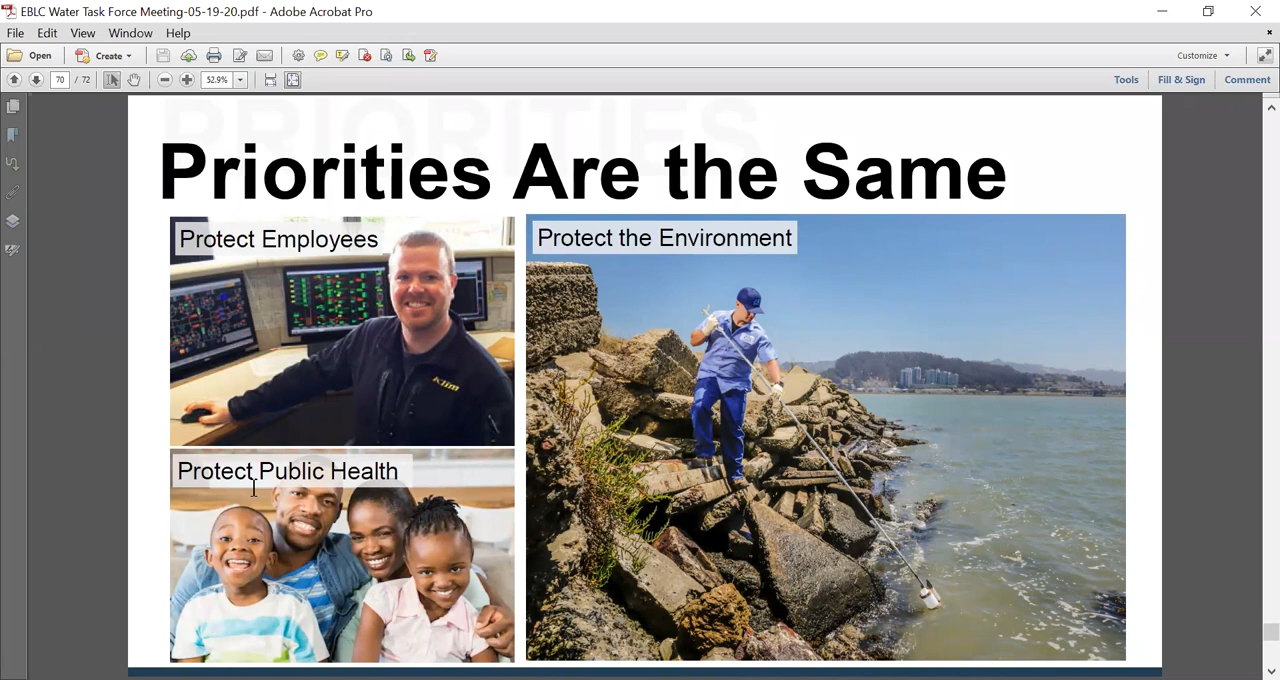 EBLC Water Task Force Meeting-05-19-20.pdf - Adobe Acrobat Pro
File Edit View Window Help
Open Create Customize
70 / 72 52.9% Tools Fill & Sign Comment
PRIORITIES
Priorities Are the Same
Protect Employees
Protect the Environment
Klim
Protect Public Health